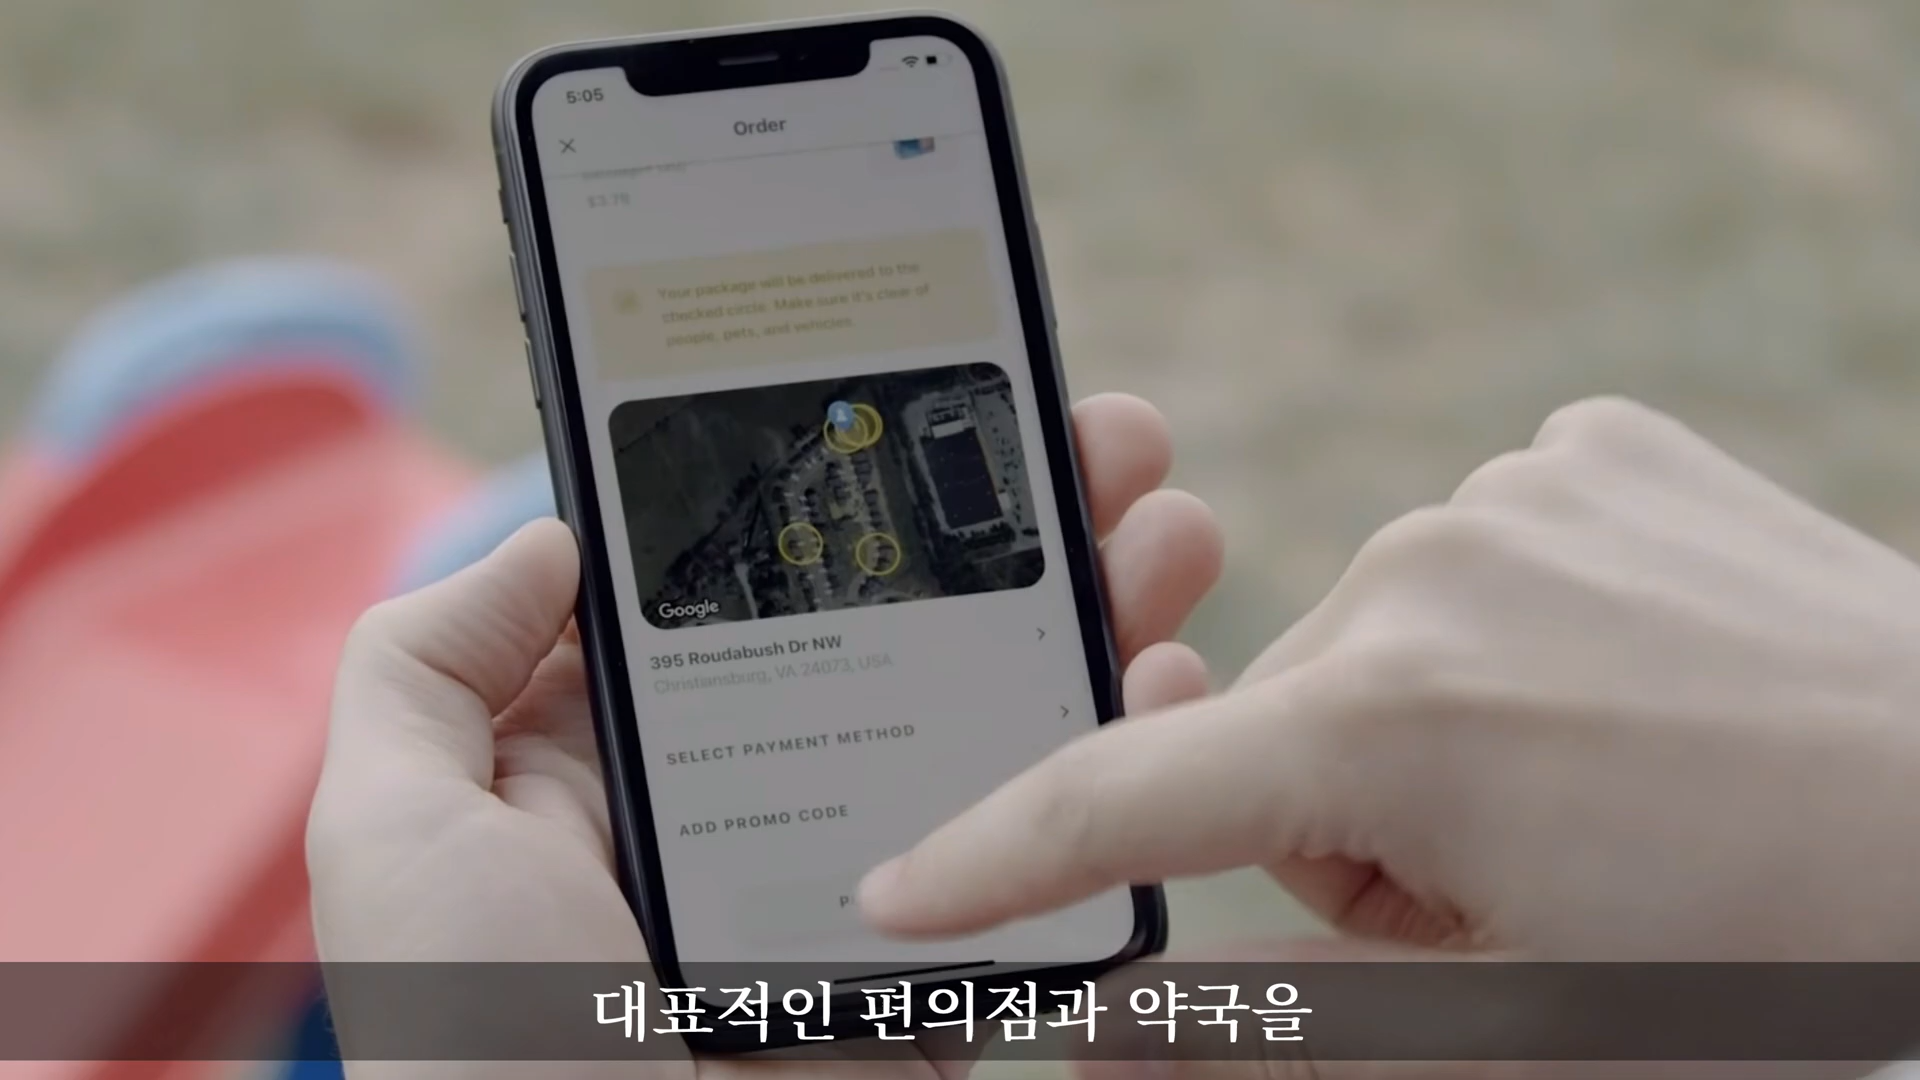 5:05
Order
$3.78
Your package will be delivered to the
checked circle. Make sure it's clear of
people, pets, and vehicles.
Google
395 Roudabush Dr NW
Christiansburg, VA 24073, USA
SELECT PAYMENT METHOD
ADD PROMO CODE
대표적인 편의점과 약국을